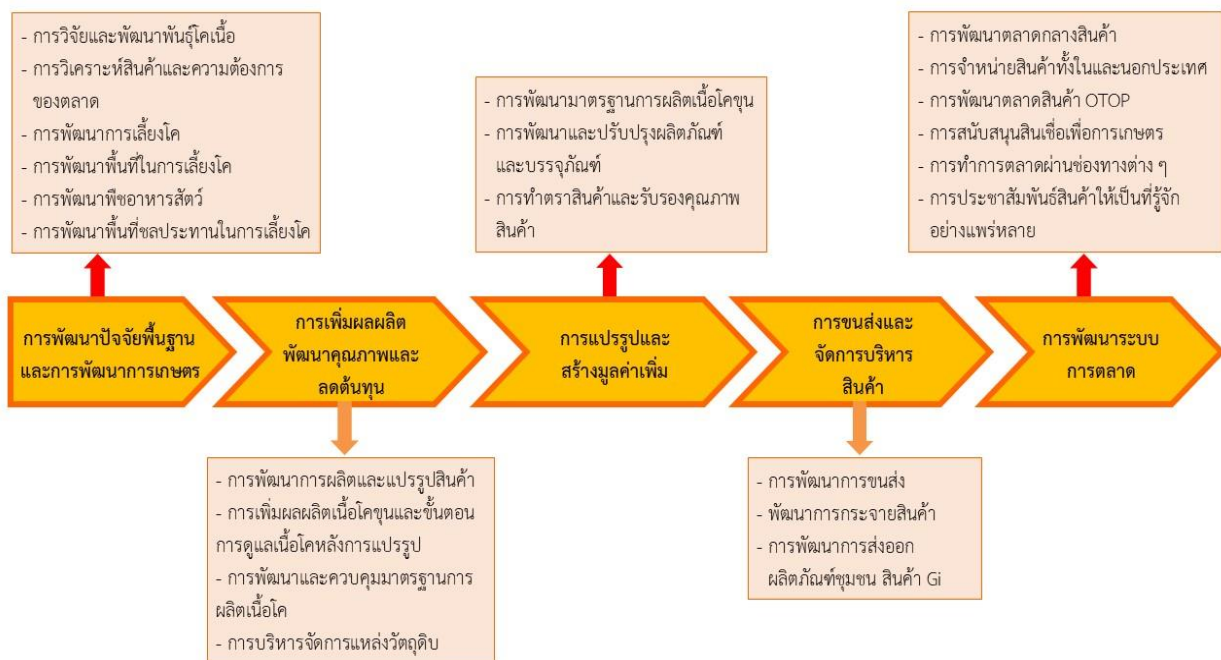 - การวิจัยและพัฒนาพันธุ์โคเนื้อ
- การวิเคราะห์สินค้าและความต้องการ
ของตลาด
- การพัฒนาการเลี้ยงโค
- การพัฒนาพื้นที่ในการเลี้ยงโค
- การพัฒนาพืชอาหารสัตว์
- การพัฒนาพื้นที่ชลประทานในการเลี้ยงโค
- การพัฒนามาตรฐานการผลิตเนื้อโคขุน
- การพัฒนาและปรับปรุงผลิตภัณฑ์
และบรรจุภัณฑ์
- การทำตราสินค้าและรับรองคุณภาพ
สินค้า
- การพัฒนาตลาดกลางสินค้า
- การจำหน่ายสินค้าทั้งในและนอกประเทศ
- การพัฒนาตลาดสินค้า OTOP
- การสนับสนุนสินเชื่อเพื่อการเกษตร
- การทำการตลาดผ่านช่องทางต่าง ๆ
- การประชาสัมพันธ์สินค้าให้เป็นที่รู้จัก
อย่างแพร่หลาย
การพัฒนาปัจจัยพื้นฐาน
และการพัฒนาการเกษตร
การเพิ่มผลผลิต
พัฒนาคุณภาพและ
ลดต้นทุน
การแปรรูปและ
สร้างมูลค่าเพิ่ม
การขนส่งและ
จัดการบริหาร
สินค้า
การพัฒนาระบบ
การตลาด
- การพัฒนาการผลิตและแปรรูปสินค้า
- การเพิ่มผลผลิตเนื้อโคขุนและขั้นตอน
การดูแลเนื้อโคหลังการแปรรูป
- การพัฒนาและควบคุมมาตรฐานการ
ผลิตเนื้อโค
- การบริหารจัดการแหล่งวัตถุดิบ
- การพัฒนาการขนส่ง
- พัฒนาการกระจายสินค้า
- การพัฒนาการส่งออก
ผลิตภัณฑ์ชุมชน สินค้า Gi